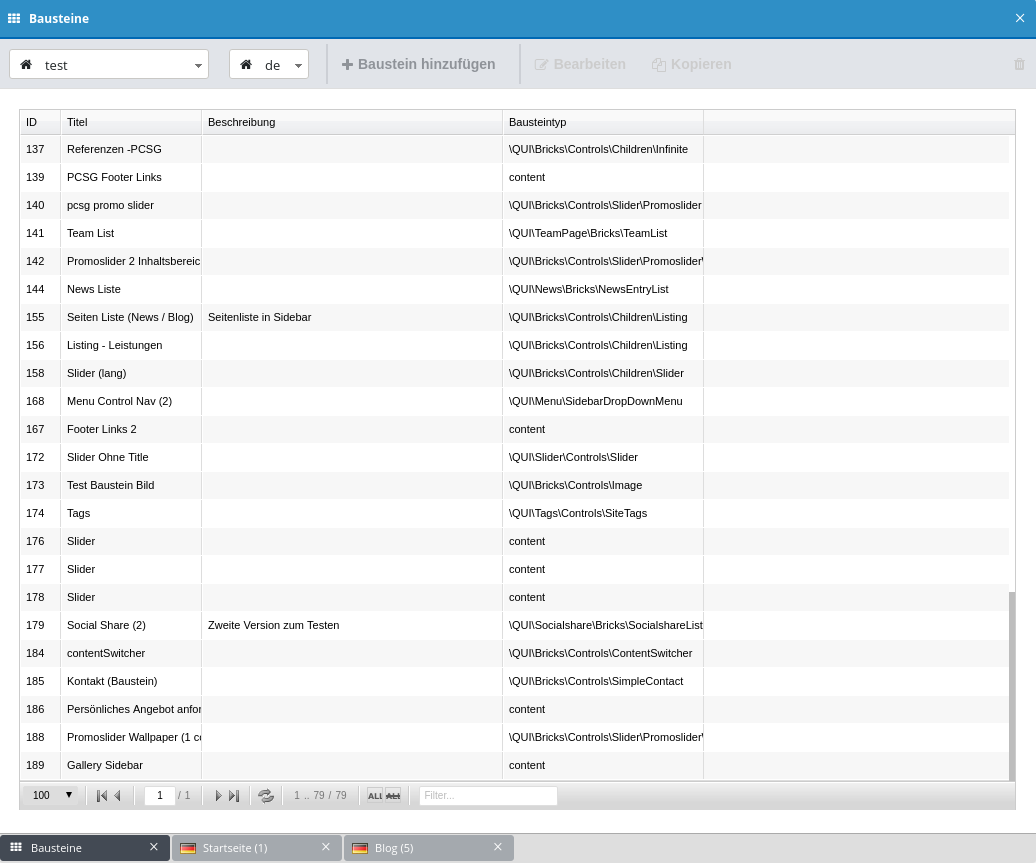 Bausteine
test de Baustein hinzufügen Bearbeiten Kopieren
ID Titel Beschreibung Bausteintyp
137 Referenzen -PCSG \QUI\Bricks\Controls\Children\Infinite
139 PCSG Footer Links content
140 pcsg promo slider \QUI\Bricks\Controls\Slider\Promoslider
141 Team List \QUI\TeamPage\Bricks\TeamList
142 Promoslider 2 Inhaltsbereic \QUI\Bricks\Controls\Slider\Promoslider\
144 News Liste \QUI\News\Bricks\NewsEntryList
155 Seiten Liste (News / Blog) Seitenliste in Sidebar \QUI\Bricks\Controls\Children\Listing
156 Listing - Leistungen \QUI\Bricks\Controls\Children\Listing
158 Slider (lang) \QUI\Bricks\Controls\Children\Slider
168 Menu Control Nav (2) \QUI\Menu\SidebarDropDownMenu
167 Footer Links 2 content
172 Slider Ohne Title \QUI\Slider\Controls\Slider
173 Test Baustein Bild \QUI\Bricks\Controls\Image
174 Tags \QUI\Tags\Controls\SiteTags
176 Slider content
177 Slider content
178 Slider content
179 Social Share (2) Zweite Version zum Testen \QUI\Socialshare\Bricks\SocialshareList
184 contentSwitcher \QUI\Bricks\Controls\ContentSwitcher
185 Kontakt (Baustein) \QUI\Bricks\Controls\SimpleContact
186 Persönliches Angebot anfor content
188 Promoslider Wallpaper (1 co \QUI\Bricks\Controls\Slider\Promoslider\
189 Gallery Sidebar content
100 1 / 1 1 .. 79 / 79 ALL ALL Filter...
Bausteine Startseite (1) Blog (5)